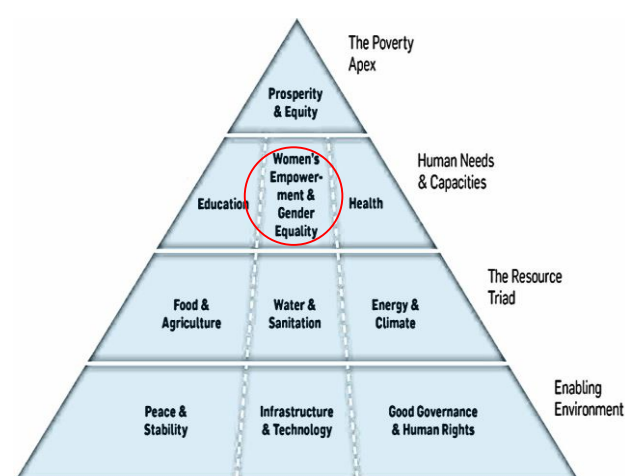 The Poverty
Apex
Prosperity
& Equity
Human Needs
& Capacities
Education
Women's
Empower-
ment &
Gender
Equality
Health
The Resource
Triad
Food &
Agriculture
Water &
Sanitation
Energy &
Climate
Enabling
Environment
Peace &
Stability
Infrastructure
& Technology
Good Governance
& Human Rights